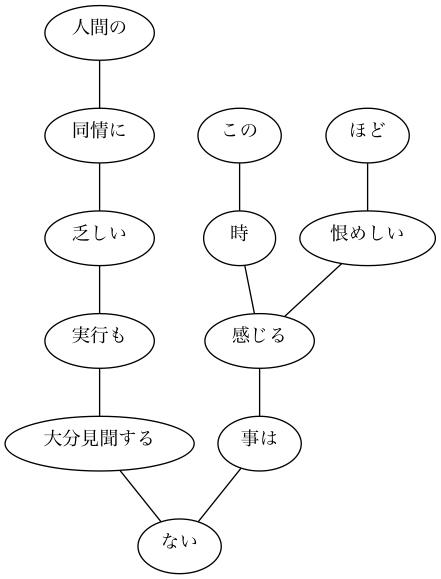 人間の
同情に この ほど
乏しい 時 恨めしい
実行も 感じる
大分見聞する 事は
ない